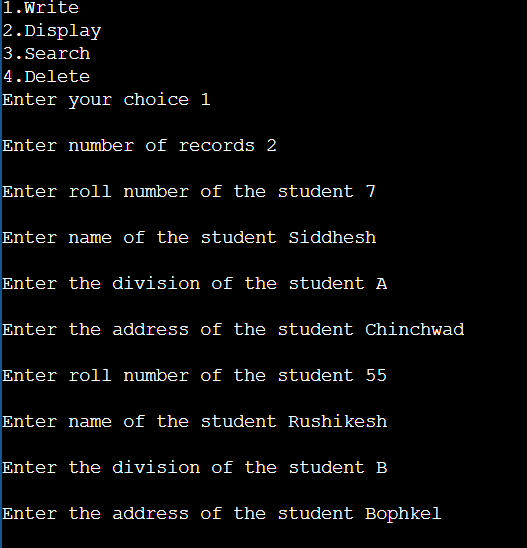 1.Write
2.Display
3.Search
4.Delete
Enter your choice 1
Enter number of records 2
Enter roll number of the student 7
Enter name of the student Siddhesh
Enter the division of the student A
Enter the address of the student Chinchwad
Enter roll number of the student 55
Enter name of the student Rushikesh
Enter the division of the student B
Enter the address of the student Bophkel